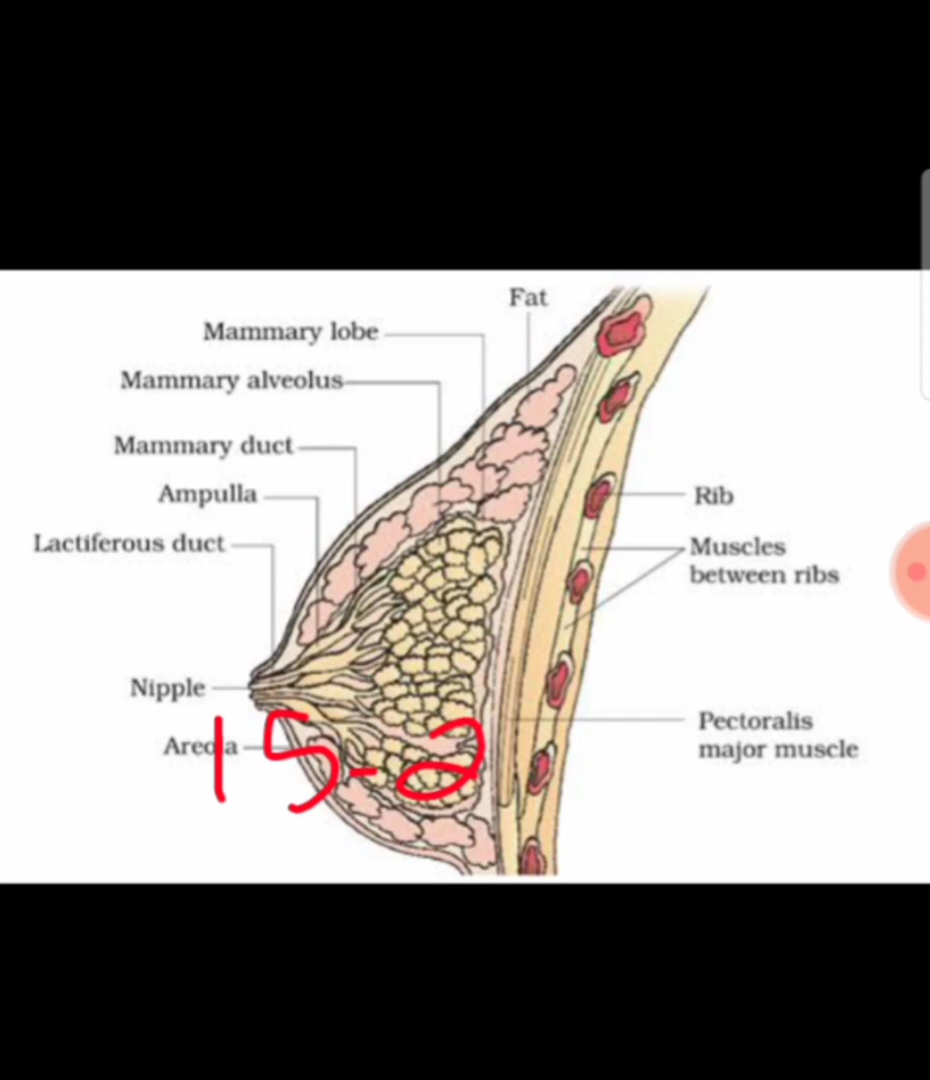 Fat
Mammary lobe
Mammary alveolus
Mammary duct
Ampulla
Lactiferous duct
Rib
Muscles
between ribs
Nipple
Areola
15-2
Pectoralis
major muscle